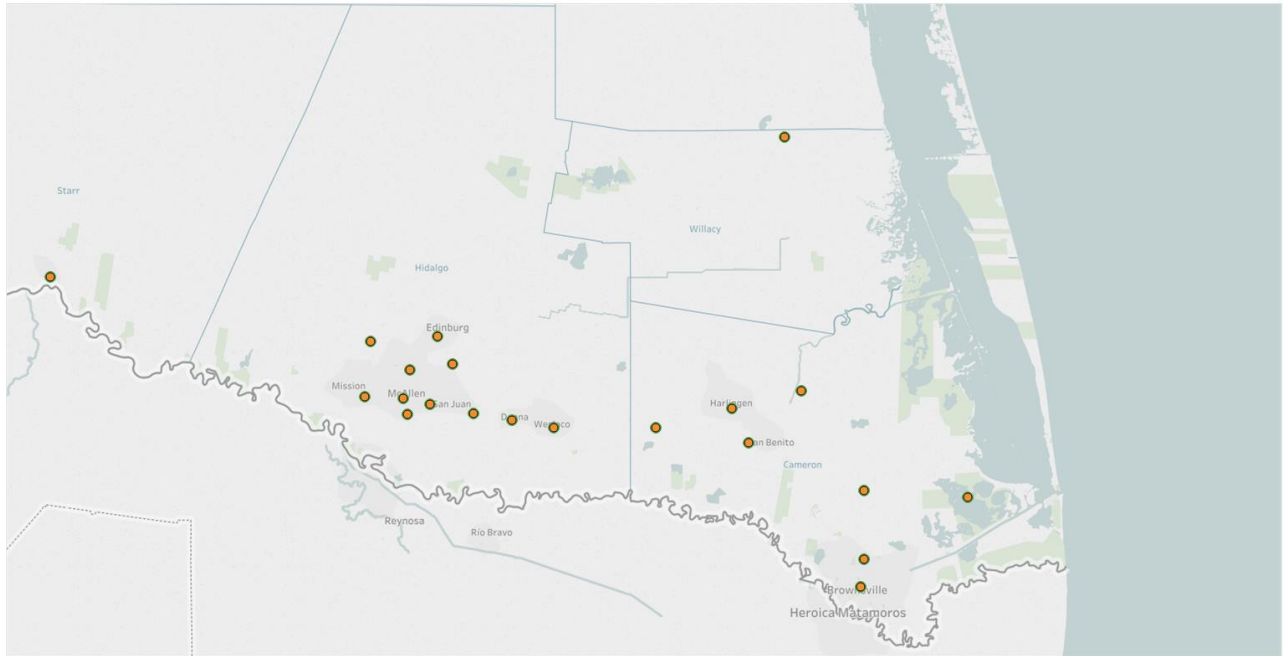 Starr
Willacy
Hidalgo
Edinburg
Mission
McAllen
San Juan
Donna
Weslaco
Harlingen
San Benito
Cameron
Reynosa
Río Bravo
Brownsville
Heroica Matamoros